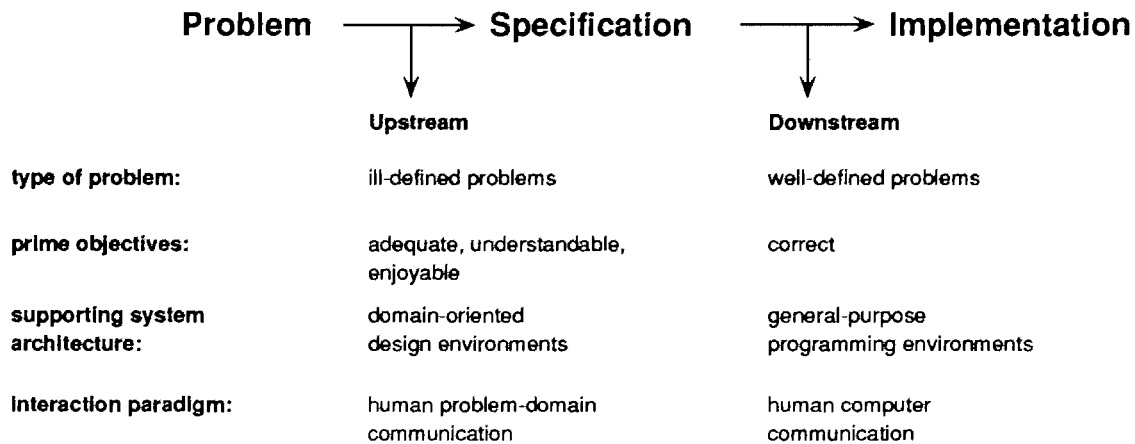 Problem Specification Implementation
Upstream Downstream
type of problem: ill-defined problems well-defined problems
prime objectives: adequate, understandable, correct
enjoyable
supporting system domain-oriented general-purpose
architecture: design environments programming environments
interaction paradigm: human problem-domain human computer
communication communication